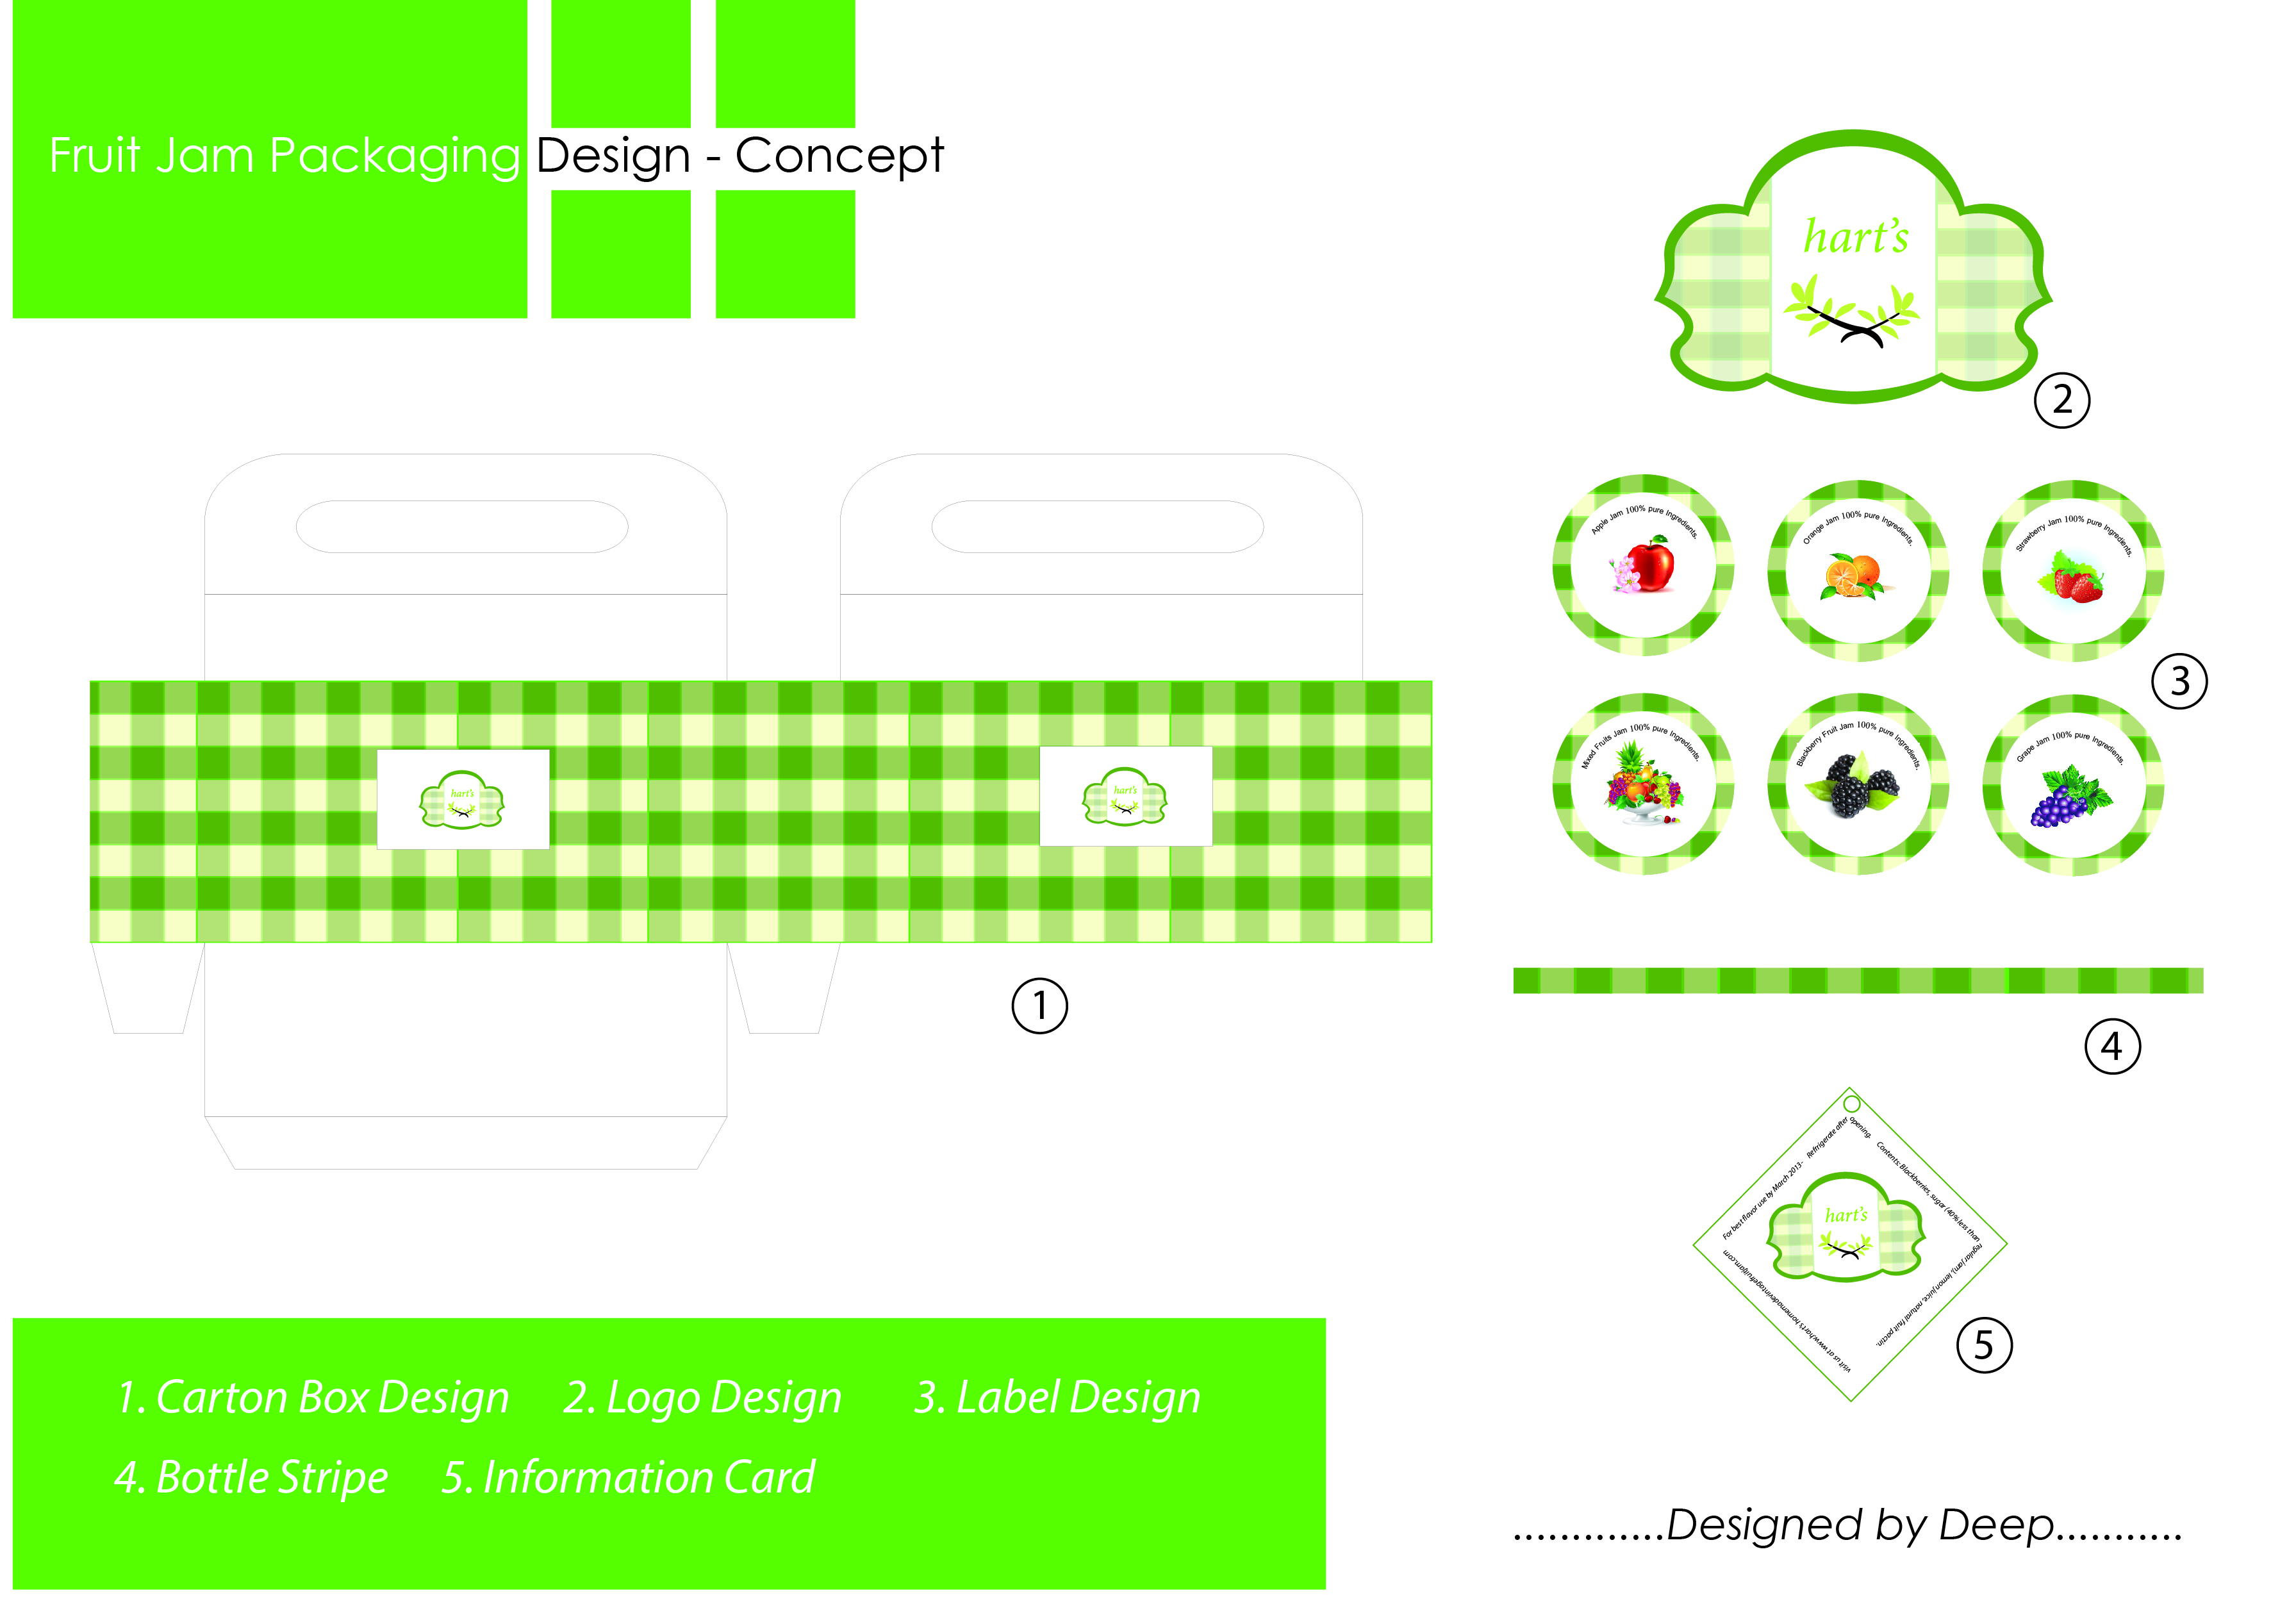 Fruit Jam Packaging Design - Concept
hart's
2
Apple Jam 100% pure Ingredients.
Orange Jam 100% pure Ingredients.
Strawberry Jam 100% pure Ingredients.
3
Mixed Fruits Jam 100% pure Ingredients.
Blackberry Fruit Jam 100% pure Ingredients.
Grape Jam 100% pure Ingredients.
hart's
hart's
1
4
For best flavor use by March 2013- Refrigerate after opening.
Contents: Blackberries, sugar (40% less than
regular jam), lemon juice, natural fruit pectin.
visit us at www.hart's homemadevintagefruitjam.com
hart's
5
1. Carton Box Design 2. Logo Design 3. Label Design
4. Bottle Stripe 5. Information Card
.............Designed by Deep...........